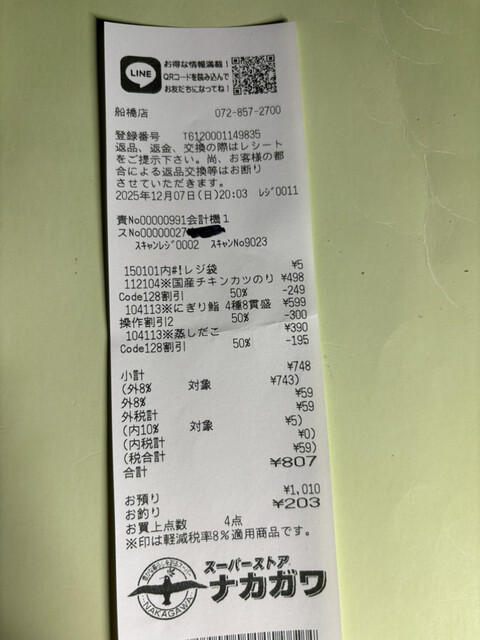 LINE
お得な情報満載！
QRコードを読み込んで
お友だちになってね！
船橋店 072-857-2700
登録番号 T6120001149835
返品、返金、交換の際はレシート
をご提示下さい。尚、お客様の都
合による返品交換等はお断り
させていただきます。
2025年12月07日(日)20:03 レジ0011
責No00000991会計機1
スNo00000027
スキャンレジ0002 スキャンNo9023
150101内#!レジ袋 ¥5
112104※国産チキンカツのり ¥498
Code128割引 50% -249
104113※にぎり鮨 4種8貫盛 ¥599
操作割引2 50% -300
104113※蒸しだこ ¥390
Code128割引 50% -195
小計 ¥748
(外8% 対象 ¥743)
外8% ¥59
外税計 ¥59
(内10% 対象 ¥5)
(内税計 ¥0)
(税合計 ¥59)
合計 ¥807
お預り ¥1,010
お釣り ¥203
お買上点数 4点
※印は軽減税率8％適用商品です。
スーパーストア
ナカガワ
NAKAGAWA